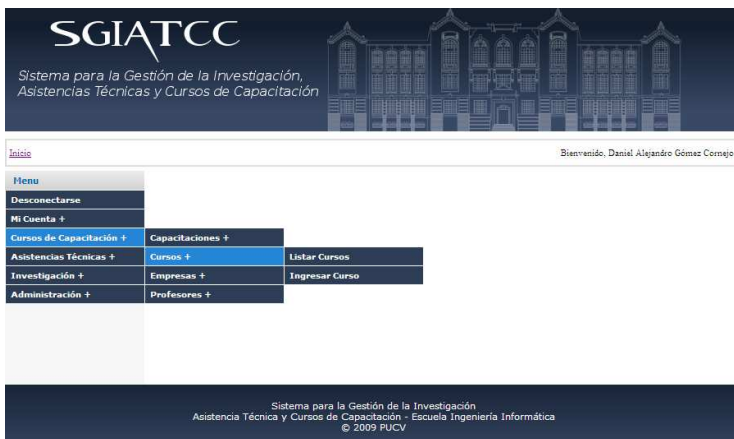 SGIATCC
Sistema para la Gestión de la Investigación,
Asistencias Técnicas y Cursos de Capacitación
Inicio
Bienvenido, Daniel Alejandro Gómez Cornejo
Menu
Desconectarse
Mi Cuenta +
Cursos de Capacitación +
Capacitaciones +
Asistencias Técnicas +
Cursos +
Listar Cursos
Investigación +
Empresas +
Ingresar Curso
Administración +
Profesores +
Sistema para la Gestión de la Investigación
Asistencia Técnica y Cursos de Capacitación - Escuela Ingeniería Informática
© 2009 PUCV